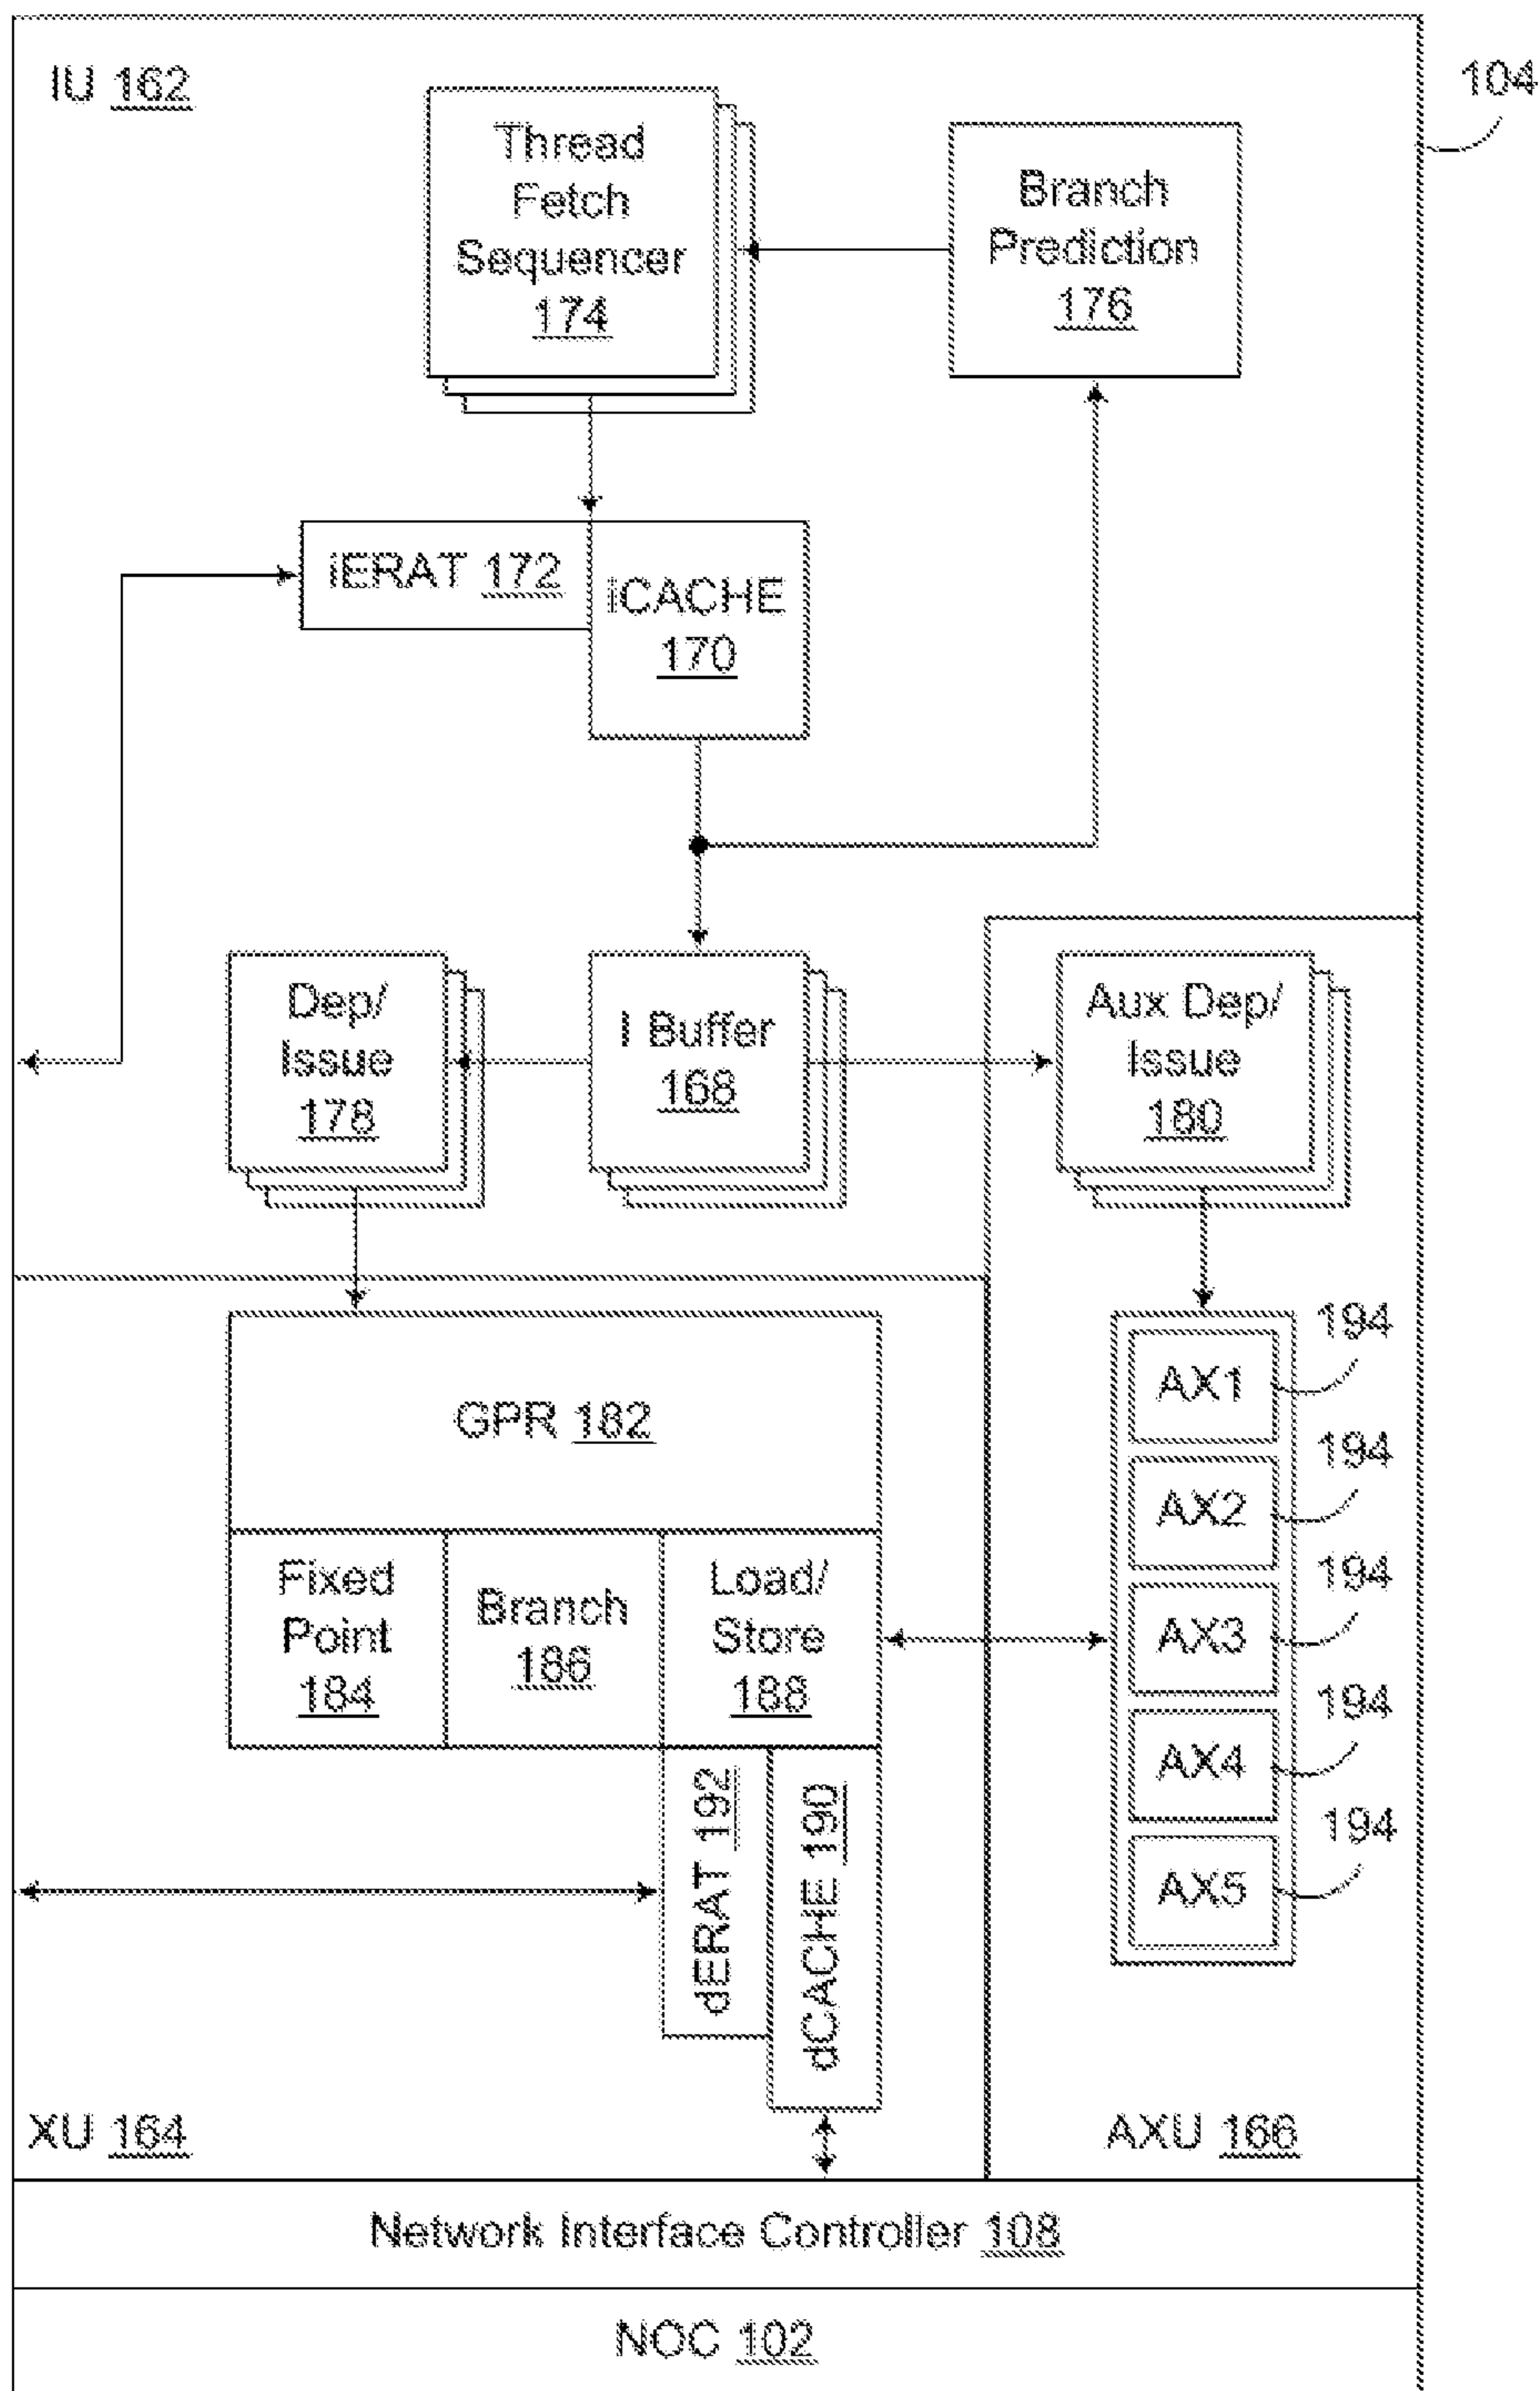 IU 162
104
Thread
Fetch
Sequencer
174
Branch
Prediction
176
iERAT 172
iCACHE
170
Dep/
Issue
178
I Buffer
168
Aux Dep/
Issue
180
GPR 182
Fixed
Point
184
Branch
186
Load/
Store
188
dERAT 192
dCACHE 190
AX1
194
AX2
194
AX3
194
AX4
194
AX5
194
XU 164
AXU 166
Network Interface Controller 108
NOC 102